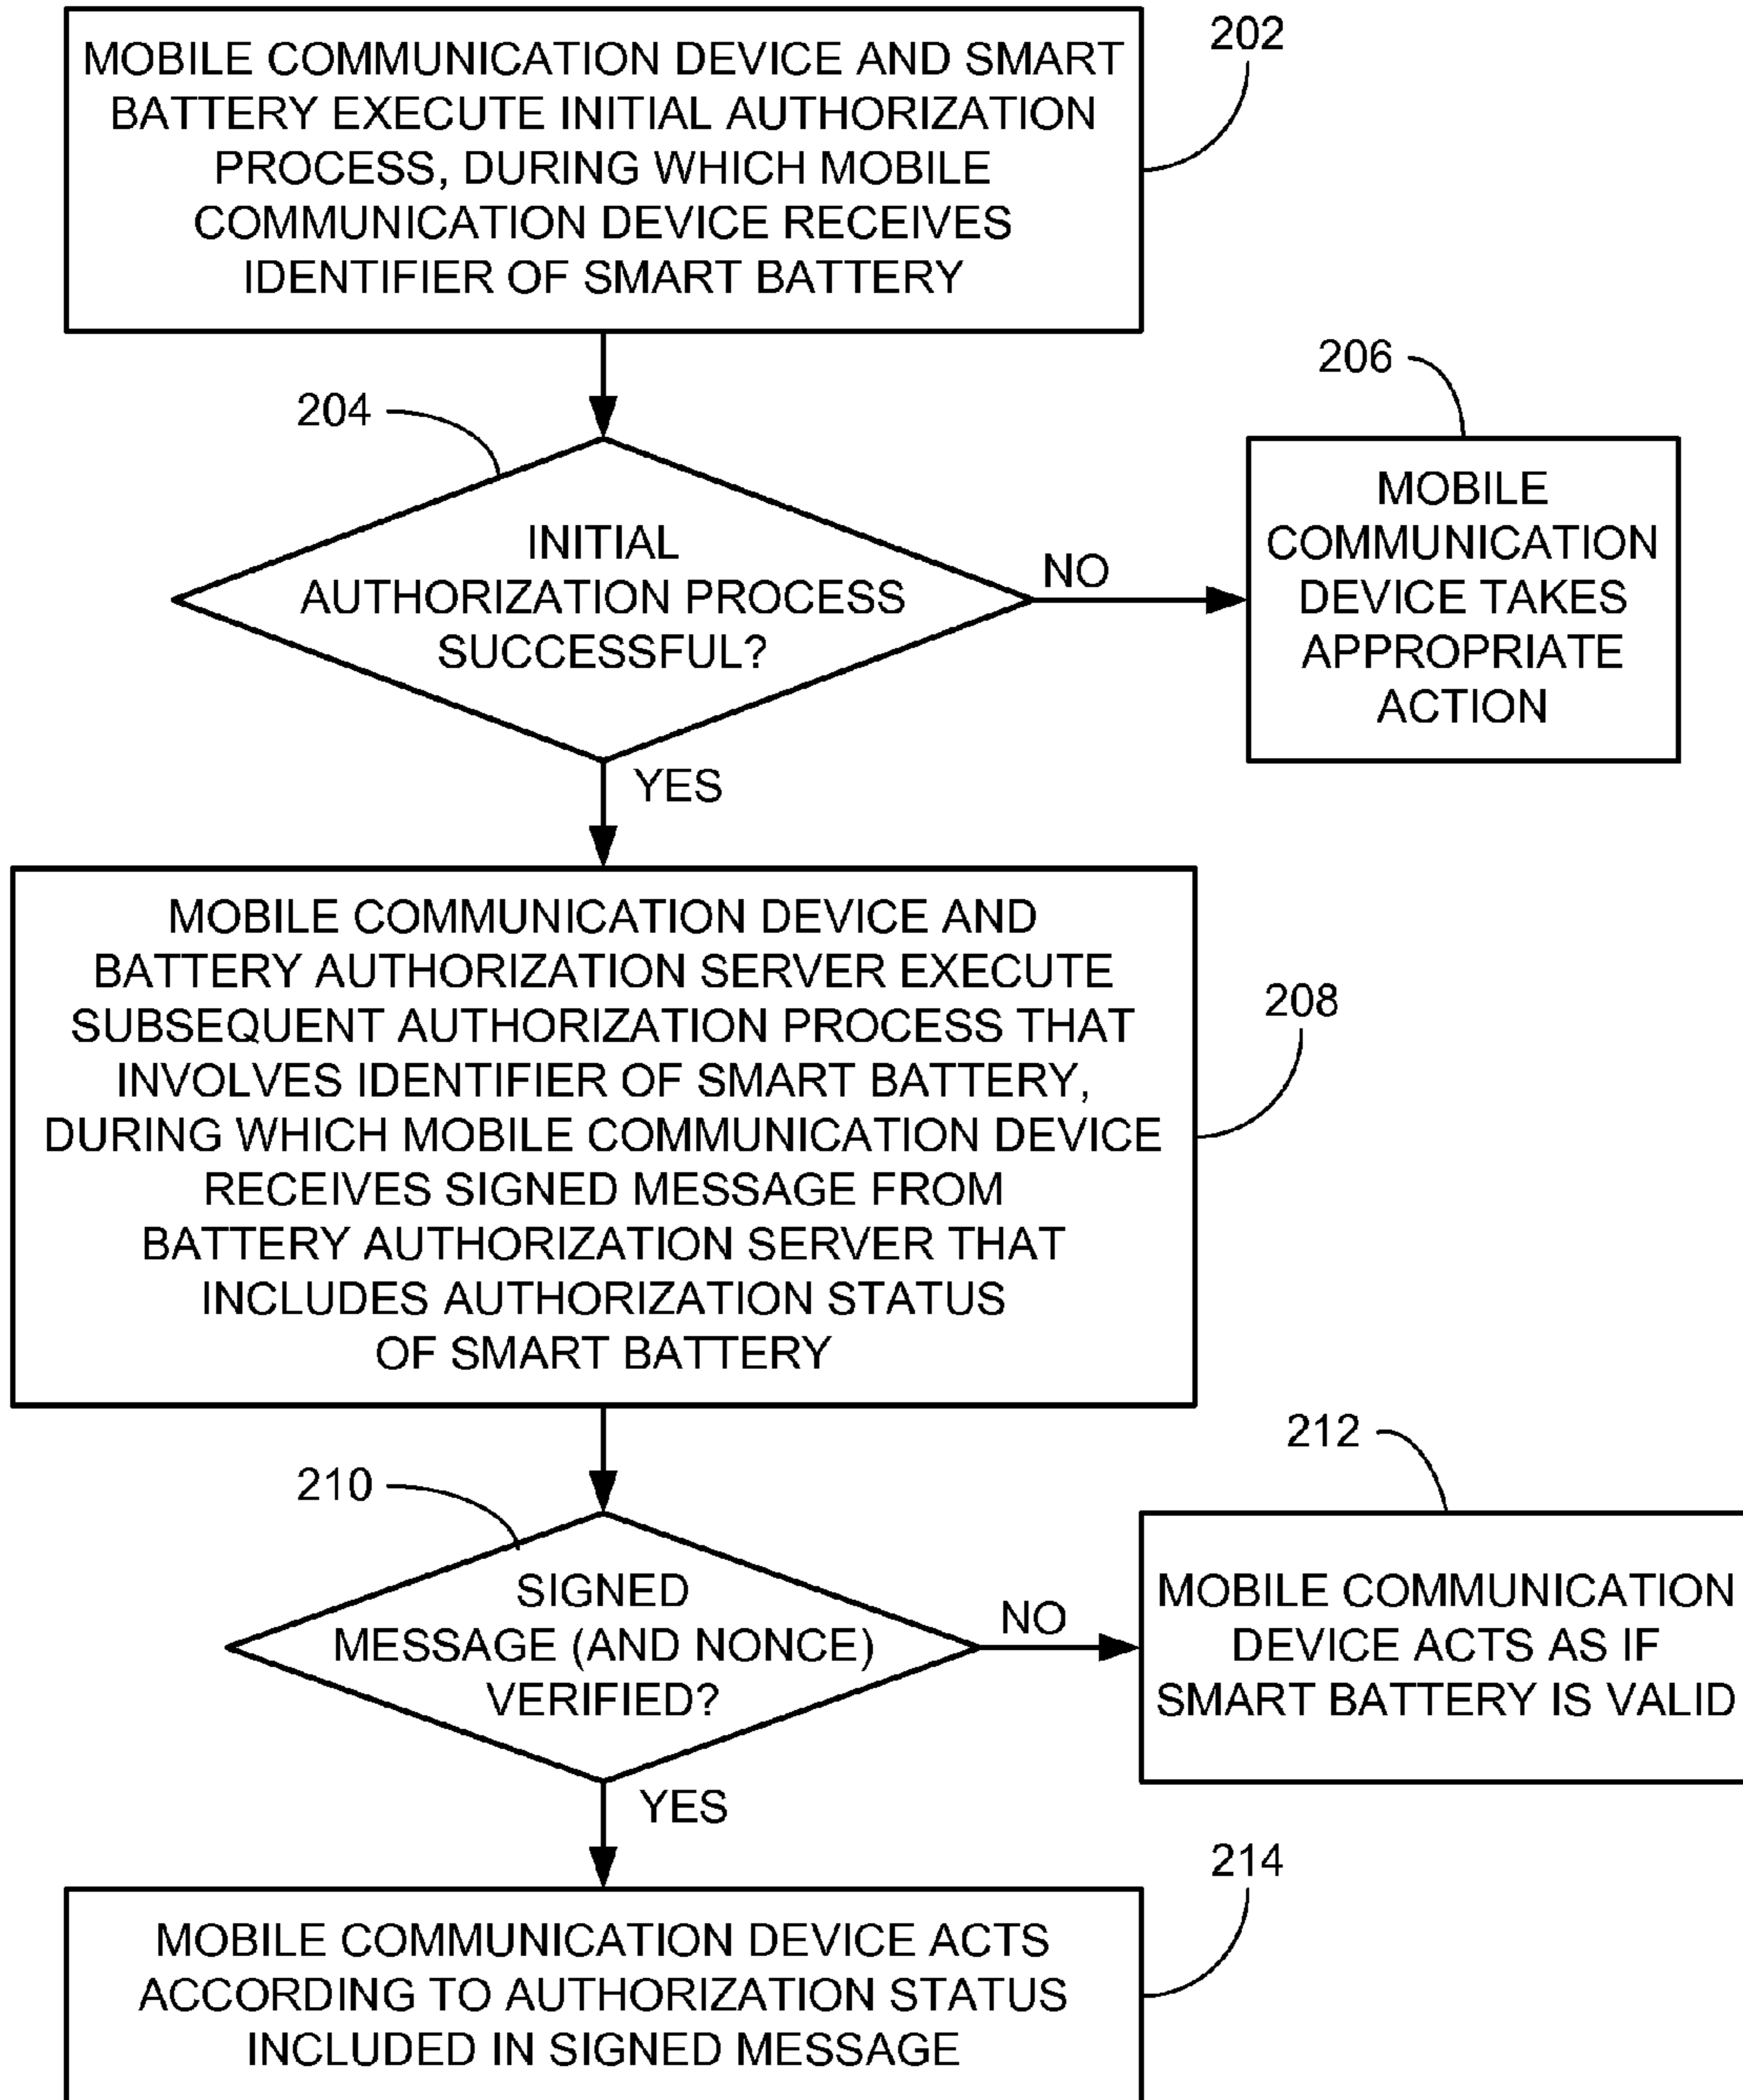 MOBILE COMMUNICATION DEVICE AND SMART
BATTERY EXECUTE INITIAL AUTHORIZATION
PROCESS, DURING WHICH MOBILE
COMMUNICATION DEVICE RECEIVES
IDENTIFIER OF SMART BATTERY
202
204
INITIAL
AUTHORIZATION PROCESS
SUCCESSFUL?
NO
YES
206
MOBILE
COMMUNICATION
DEVICE TAKES
APPROPRIATE
ACTION
MOBILE COMMUNICATION DEVICE AND
BATTERY AUTHORIZATION SERVER EXECUTE
SUBSEQUENT AUTHORIZATION PROCESS THAT
INVOLVES IDENTIFIER OF SMART BATTERY,
DURING WHICH MOBILE COMMUNICATION DEVICE
RECEIVES SIGNED MESSAGE FROM
BATTERY AUTHORIZATION SERVER THAT
INCLUDES AUTHORIZATION STATUS
OF SMART BATTERY
208
210
SIGNED
MESSAGE (AND NONCE)
VERIFIED?
NO
YES
212
MOBILE COMMUNICATION
DEVICE ACTS AS IF
SMART BATTERY IS VALID
214
MOBILE COMMUNICATION DEVICE ACTS
ACCORDING TO AUTHORIZATION STATUS
INCLUDED IN SIGNED MESSAGE